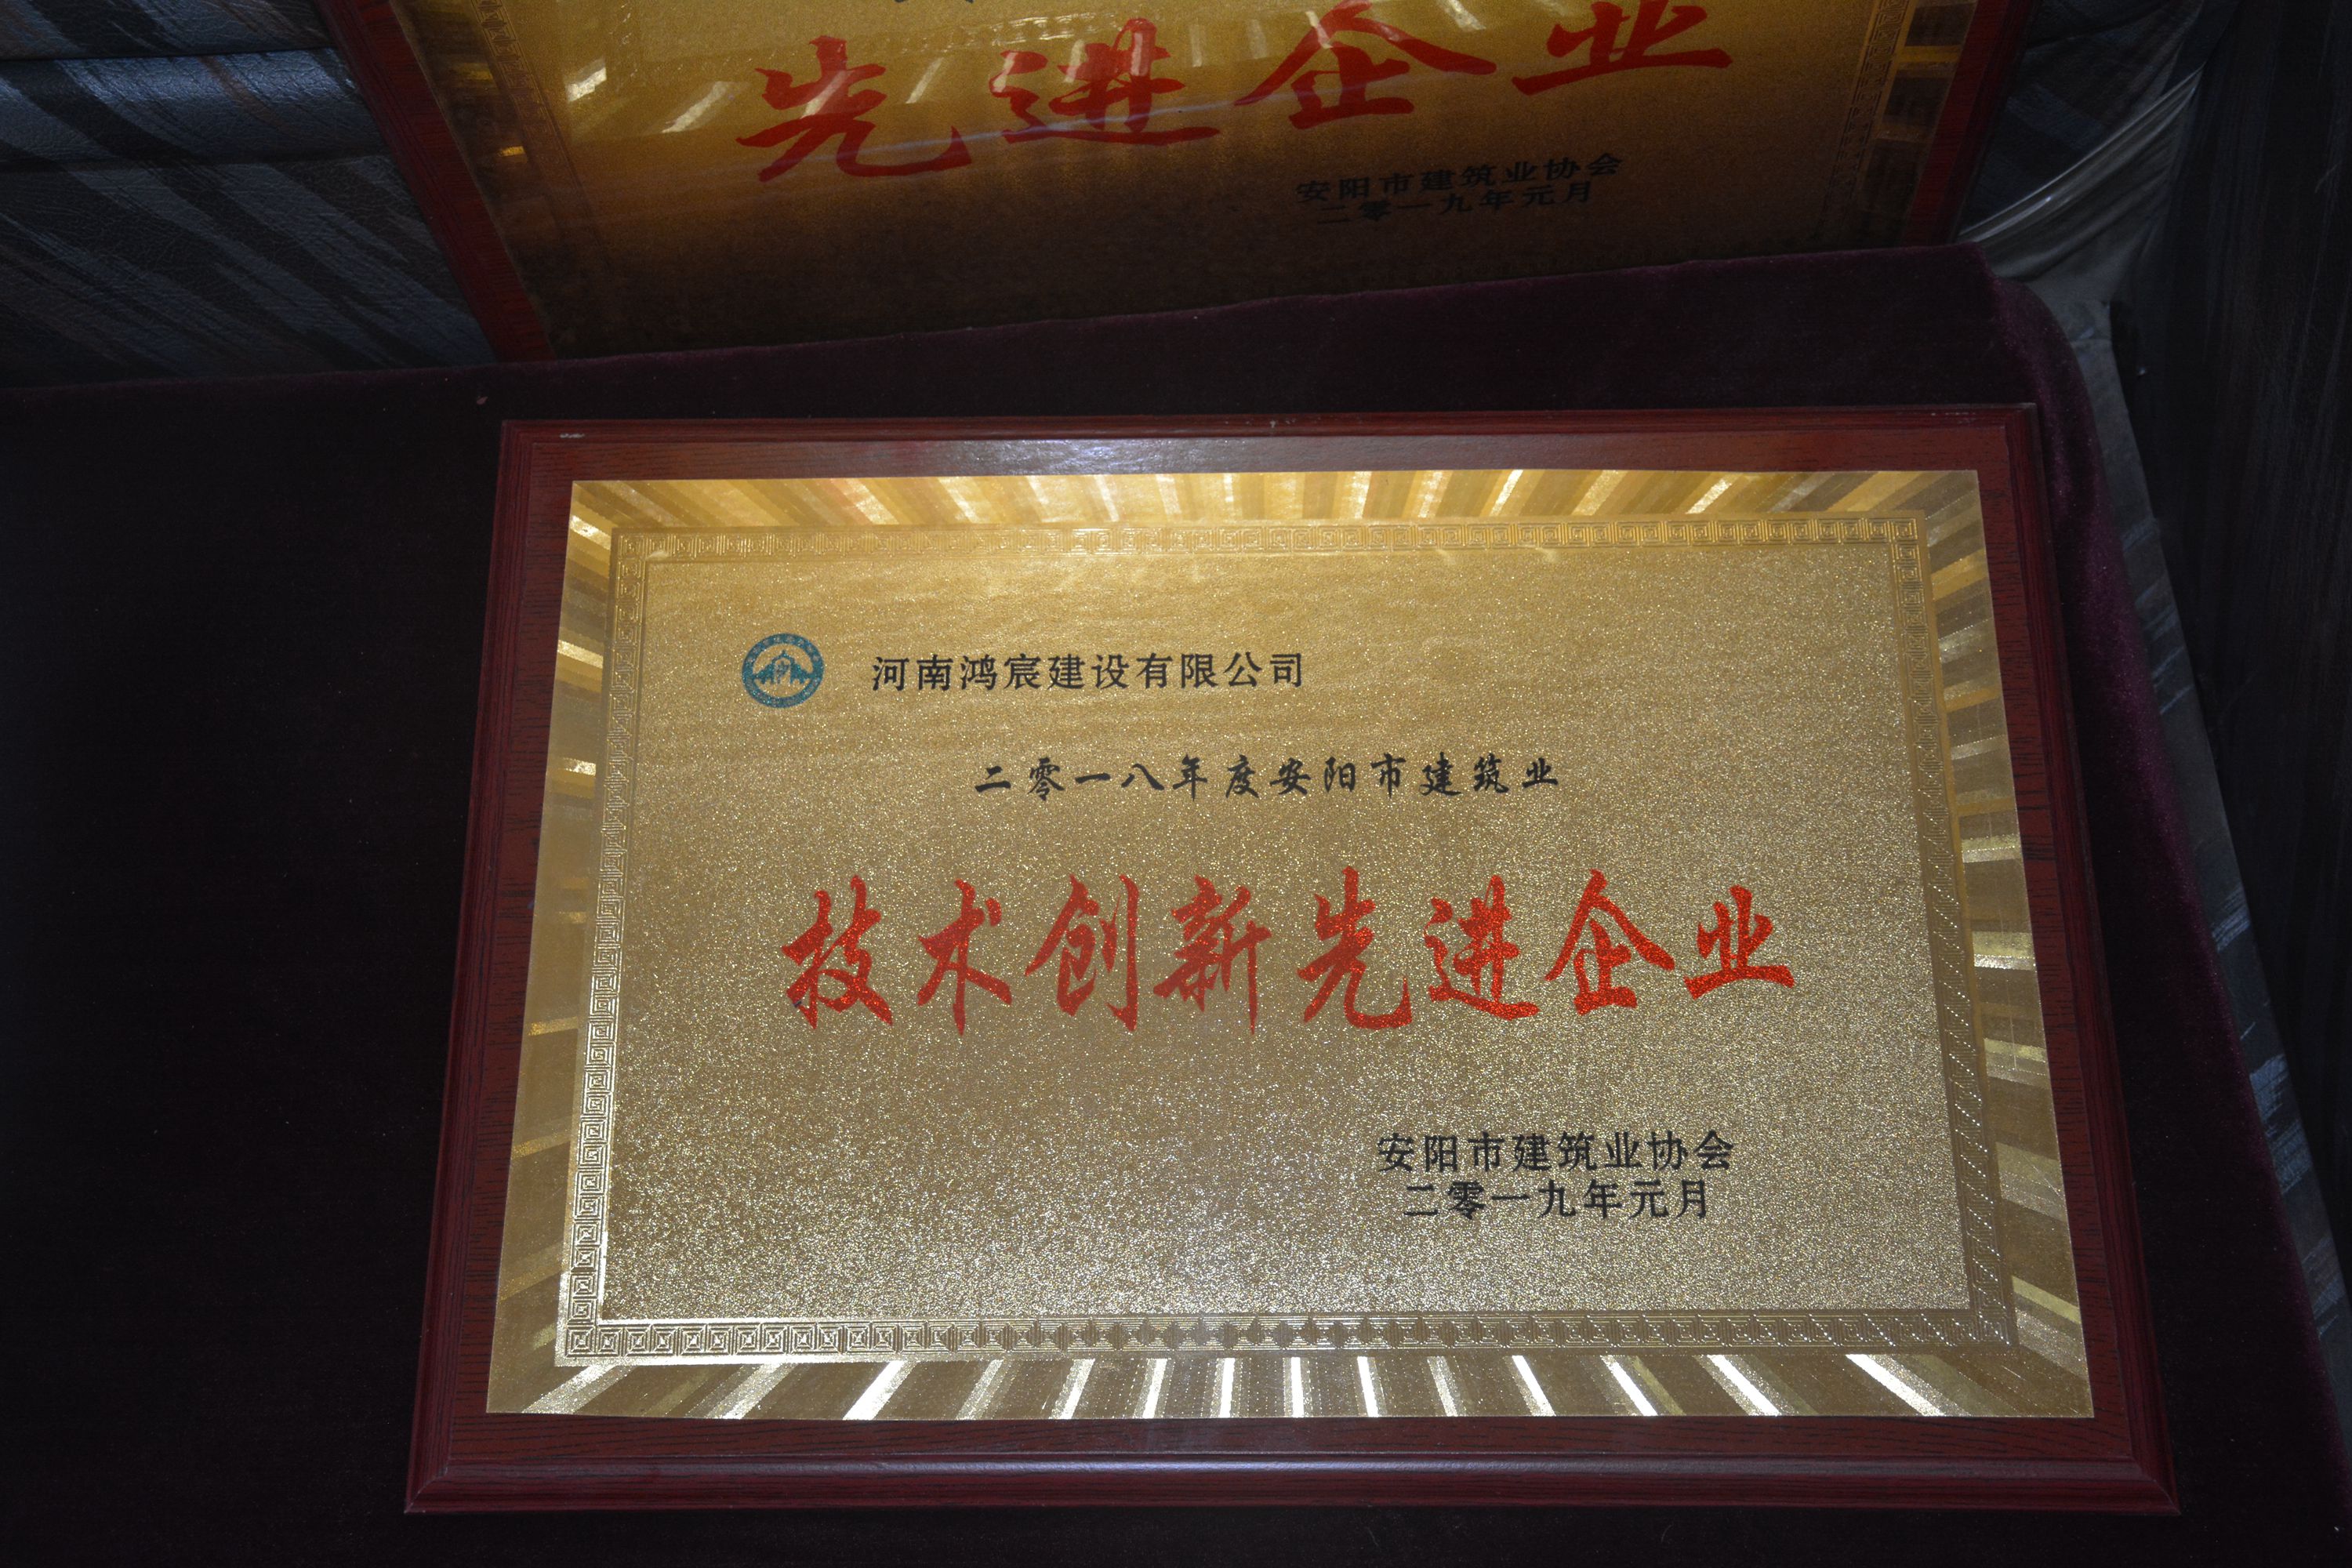 先进企业
安阳市建筑业协会
二零一九年元月
河南鸿宸建设有限公司
二零一八年度安阳市建筑业
技术创新先进企业
安阳市建筑业协会
二零一九年元月